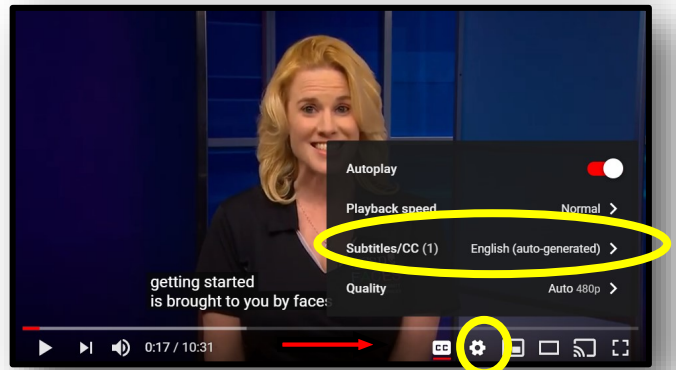 Autoplay
Playback speed Normal
Subtitles/CC (1) English (auto-generated)
Quality Auto 480p
getting started
is brought to you by faces
0:17 / 10:31 CC